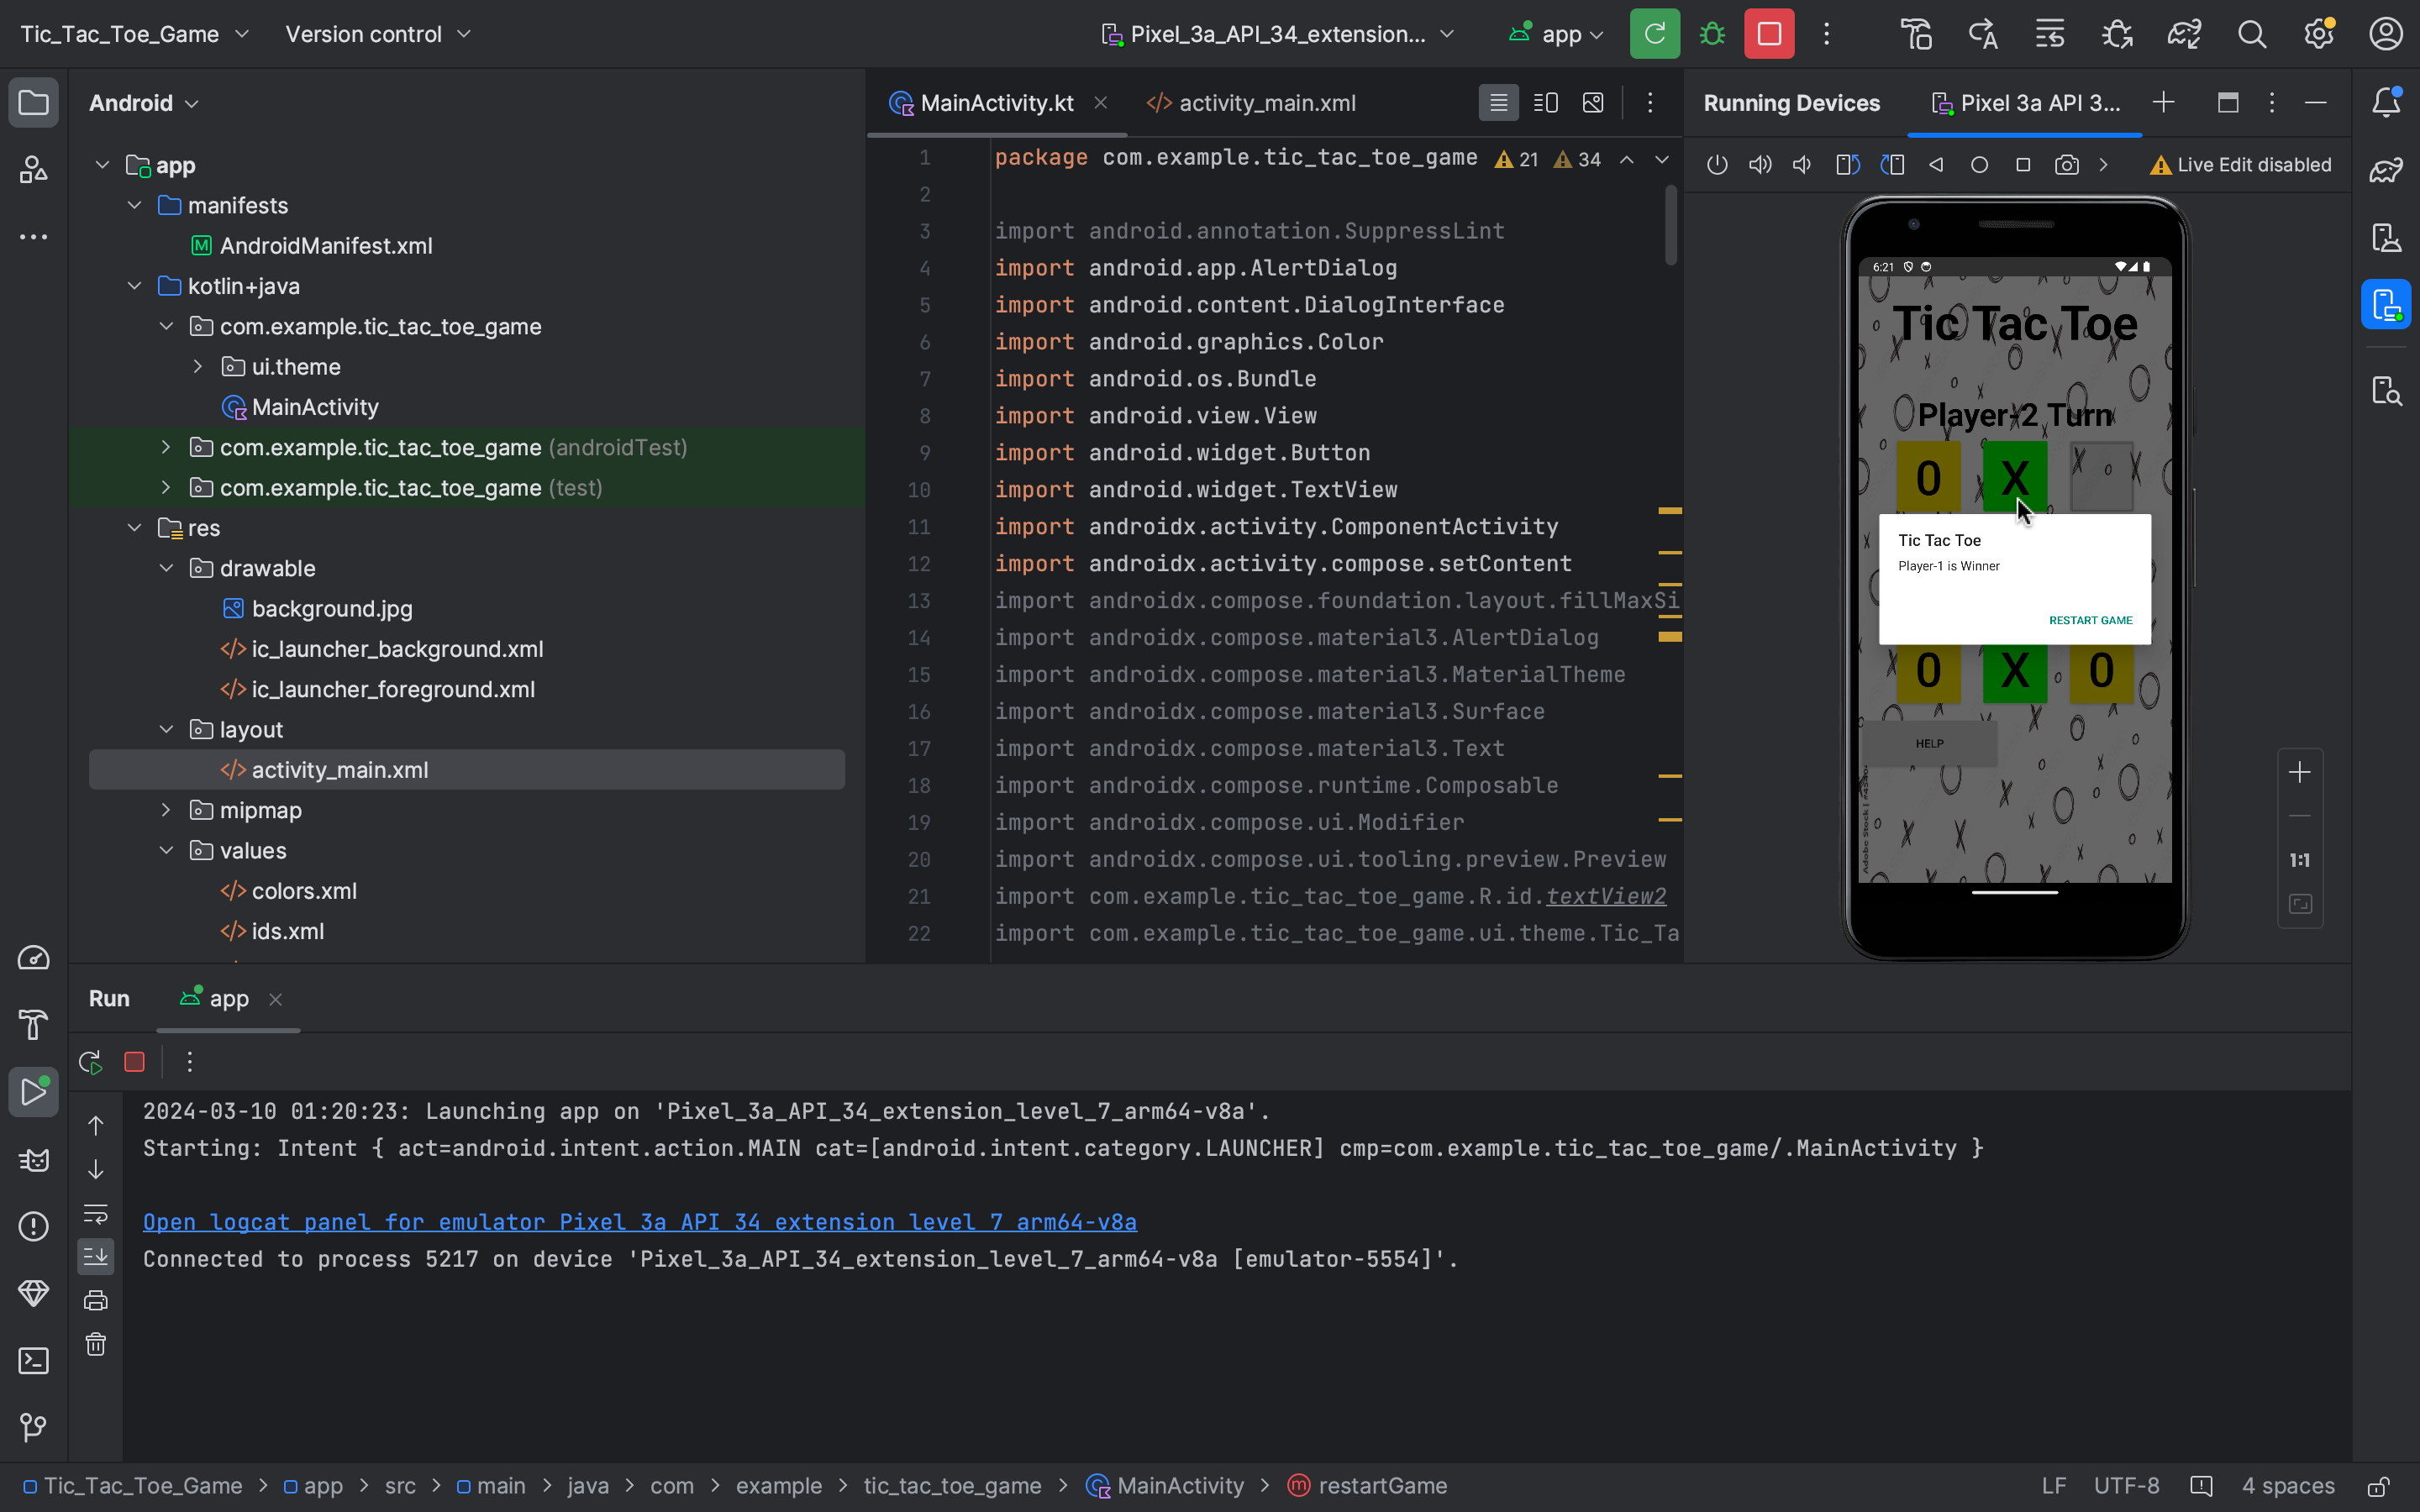 Tic_Tac_Toe_Game Version control Pixel_3a_API_34_extension... app
Android
app
manifests
AndroidManifest.xml
kotlin+java
com.example.tic_tac_toe_game
ui.theme
MainActivity
com.example.tic_tac_toe_game (androidTest)
com.example.tic_tac_toe_game (test)
res
drawable
background.jpg
ic_launcher_background.xml
ic_launcher_foreground.xml
layout
activity_main.xml
mipmap
values
colors.xml
ids.xml
MainActivity.kt activity_main.xml
21 34
1 package com.example.tic_tac_toe_game
2
3 import android.annotation.SuppressLint
4 import android.app.AlertDialog
5 import android.content.DialogInterface
6 import android.graphics.Color
7 import android.os.Bundle
8 import android.view.View
9 import android.widget.Button
10 import android.widget.TextView
11 import androidx.activity.ComponentActivity
12 import androidx.activity.compose.setContent
13 import androidx.compose.foundation.layout.fillMaxSi
14 import androidx.compose.material3.AlertDialog
15 import androidx.compose.material3.MaterialTheme
16 import androidx.compose.material3.Surface
17 import androidx.compose.material3.Text
18 import androidx.compose.runtime.Composable
19 import androidx.compose.ui.Modifier
20 import androidx.compose.ui.tooling.preview.Preview
21 import com.example.tic_tac_toe_game.R.id.textView2
22 import com.example.tic_tac_toe_game.ui.theme.Tic_Ta
Running Devices Pixel 3a API 3...
Live Edit disabled
6:21
Tic Tac Toe
Player-2 Turn
0 X
Tic Tac Toe
Player-1 is Winner
RESTART GAME
0 X 0
HELP
1:1
Run app
2024-03-10 01:20:23: Launching app on 'Pixel_3a_API_34_extension_level_7_arm64-v8a'.
Starting: Intent { act=android.intent.action.MAIN cat=[android.intent.category.LAUNCHER] cmp=com.example.tic_tac_toe_game/.MainActivity }
Open logcat panel for emulator Pixel 3a API 34 extension level 7 arm64-v8a
Connected to process 5217 on device 'Pixel_3a_API_34_extension_level_7_arm64-v8a [emulator-5554]'.
Tic_Tac_Toe_Game > app > src > main > java > com > example > tic_tac_toe_game > MainActivity > restartGame
LF UTF-8 4 spaces